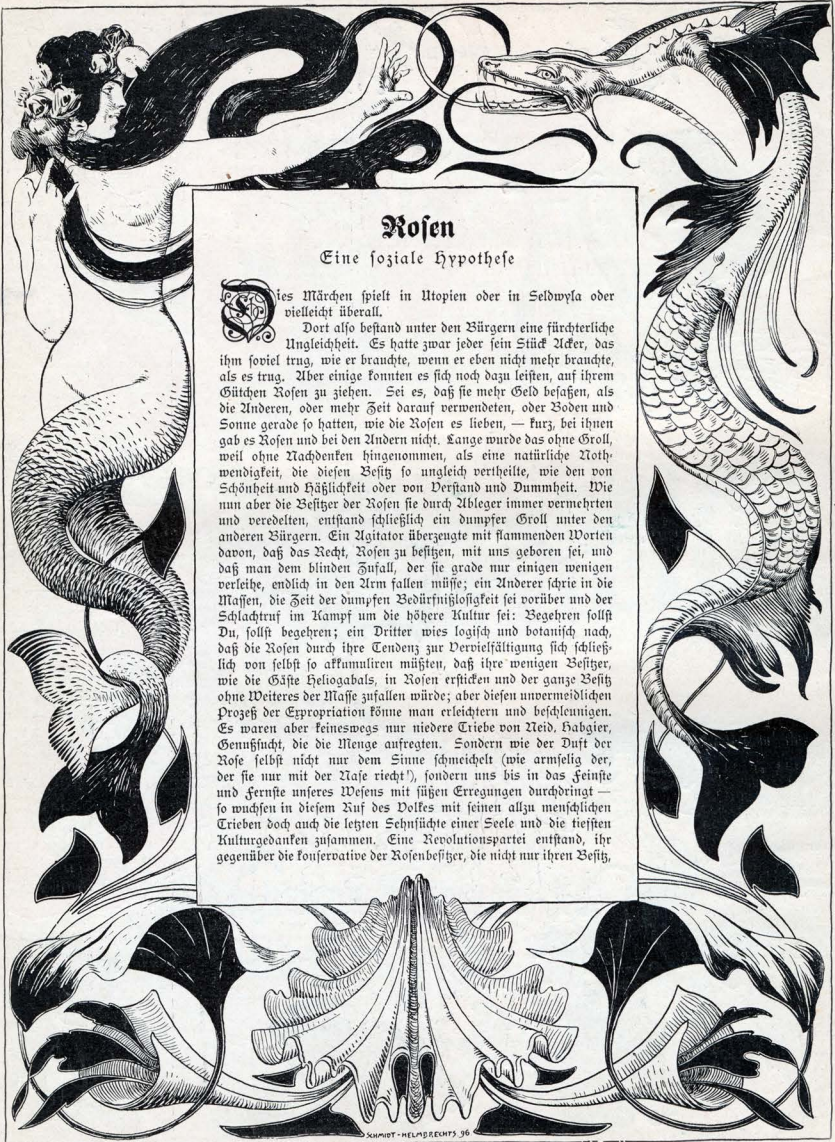 Rosen
Eine soziale Hypothese
Dies Märchen spielt in Utopien oder in Seldwyla oder
vielleicht überall.
Dort also bestand unter den Bürgern eine fürchterliche
Ungleichheit. Es hatte zwar jeder sein Stück Acker, das
ihm soviel trug, wie er brauchte, wenn er eben nicht mehr brauchte,
als es trug. Aber einige konnten es sich noch dazu leisten, auf ihrem
Gütchen Rosen zu ziehen. Sei es, daß sie mehr Geld besaßen, als
die Anderen, oder mehr Zeit darauf verwendeten, oder Boden und
Sonne gerade so hatten, wie die Rosen es lieben, — kurz, bei ihnen
gab es Rosen und bei den Andern nicht. Lange wurde das ohne Groll,
weil ohne Nachdenken hingenommen, als eine natürliche Noth-
wendigkeit, die diesen Besitz so ungleich vertheilte, wie den von
Schönheit und Häßlichkeit oder von Verstand und Dummheit. Wie
nun aber die Besitzer der Rosen sie durch Ableger immer vermehrten
und veredelten, entstand schließlich ein dumpfer Groll unter den
anderen Bürgern. Ein Agitator überzeugte mit flammenden Worten
davon, daß das Recht, Rosen zu besitzen, mit uns geboren sei, und
daß man dem blinden Zufall, der sie grade nur einigen wenigen
verleihe, endlich in den Arm fallen müsse; ein Anderer schrie in die
Massen, die Zeit der dumpfen Bedürfnißlosigkeit sei vorüber und der
Schlachtruf im Kampf um die höhere Kultur sei: Begehren sollst
Du, sollst begehren; ein Dritter wies logisch und botanisch nach,
daß die Rosen durch ihre Tendenz zur Vervielfältigung sich schließ-
lich von selbst so akkumuliren müßten, daß ihre wenigen Besitzer,
wie die Gäste Heliogabals, in Rosen ersticken und der ganze Besitz
ohne Weiteres der Masse zufallen würde; aber diesen unvermeidlichen
Prozeß der Expropriation könne man erleichtern und beschleunigen.
Es waren aber keineswegs nur niedere Triebe von Neid, Habgier,
Genußsucht, die die Menge aufregten. Sondern wie der Duft der
Rose selbst nicht nur dem Sinne schmeichelt (wie armselig der,
der sie nur mit der Nase riecht!), sondern uns bis in das Feinste
und Fernste unseres Wesens mit süßen Erregungen durchdringt —
so wuchsen in diesem Ruf des Volkes mit seinen allzu menschlichen
Trieben doch auch die letzten Sehnsüchte einer Seele und die tiefsten
Kulturgedanken zusammen. Eine Revolutionspartei entstand, ihr
gegenüber die konservative der Rosenbesitzer, die nicht nur ihren Besitz,
SCHMIDT-HELMBRECHTS 96.